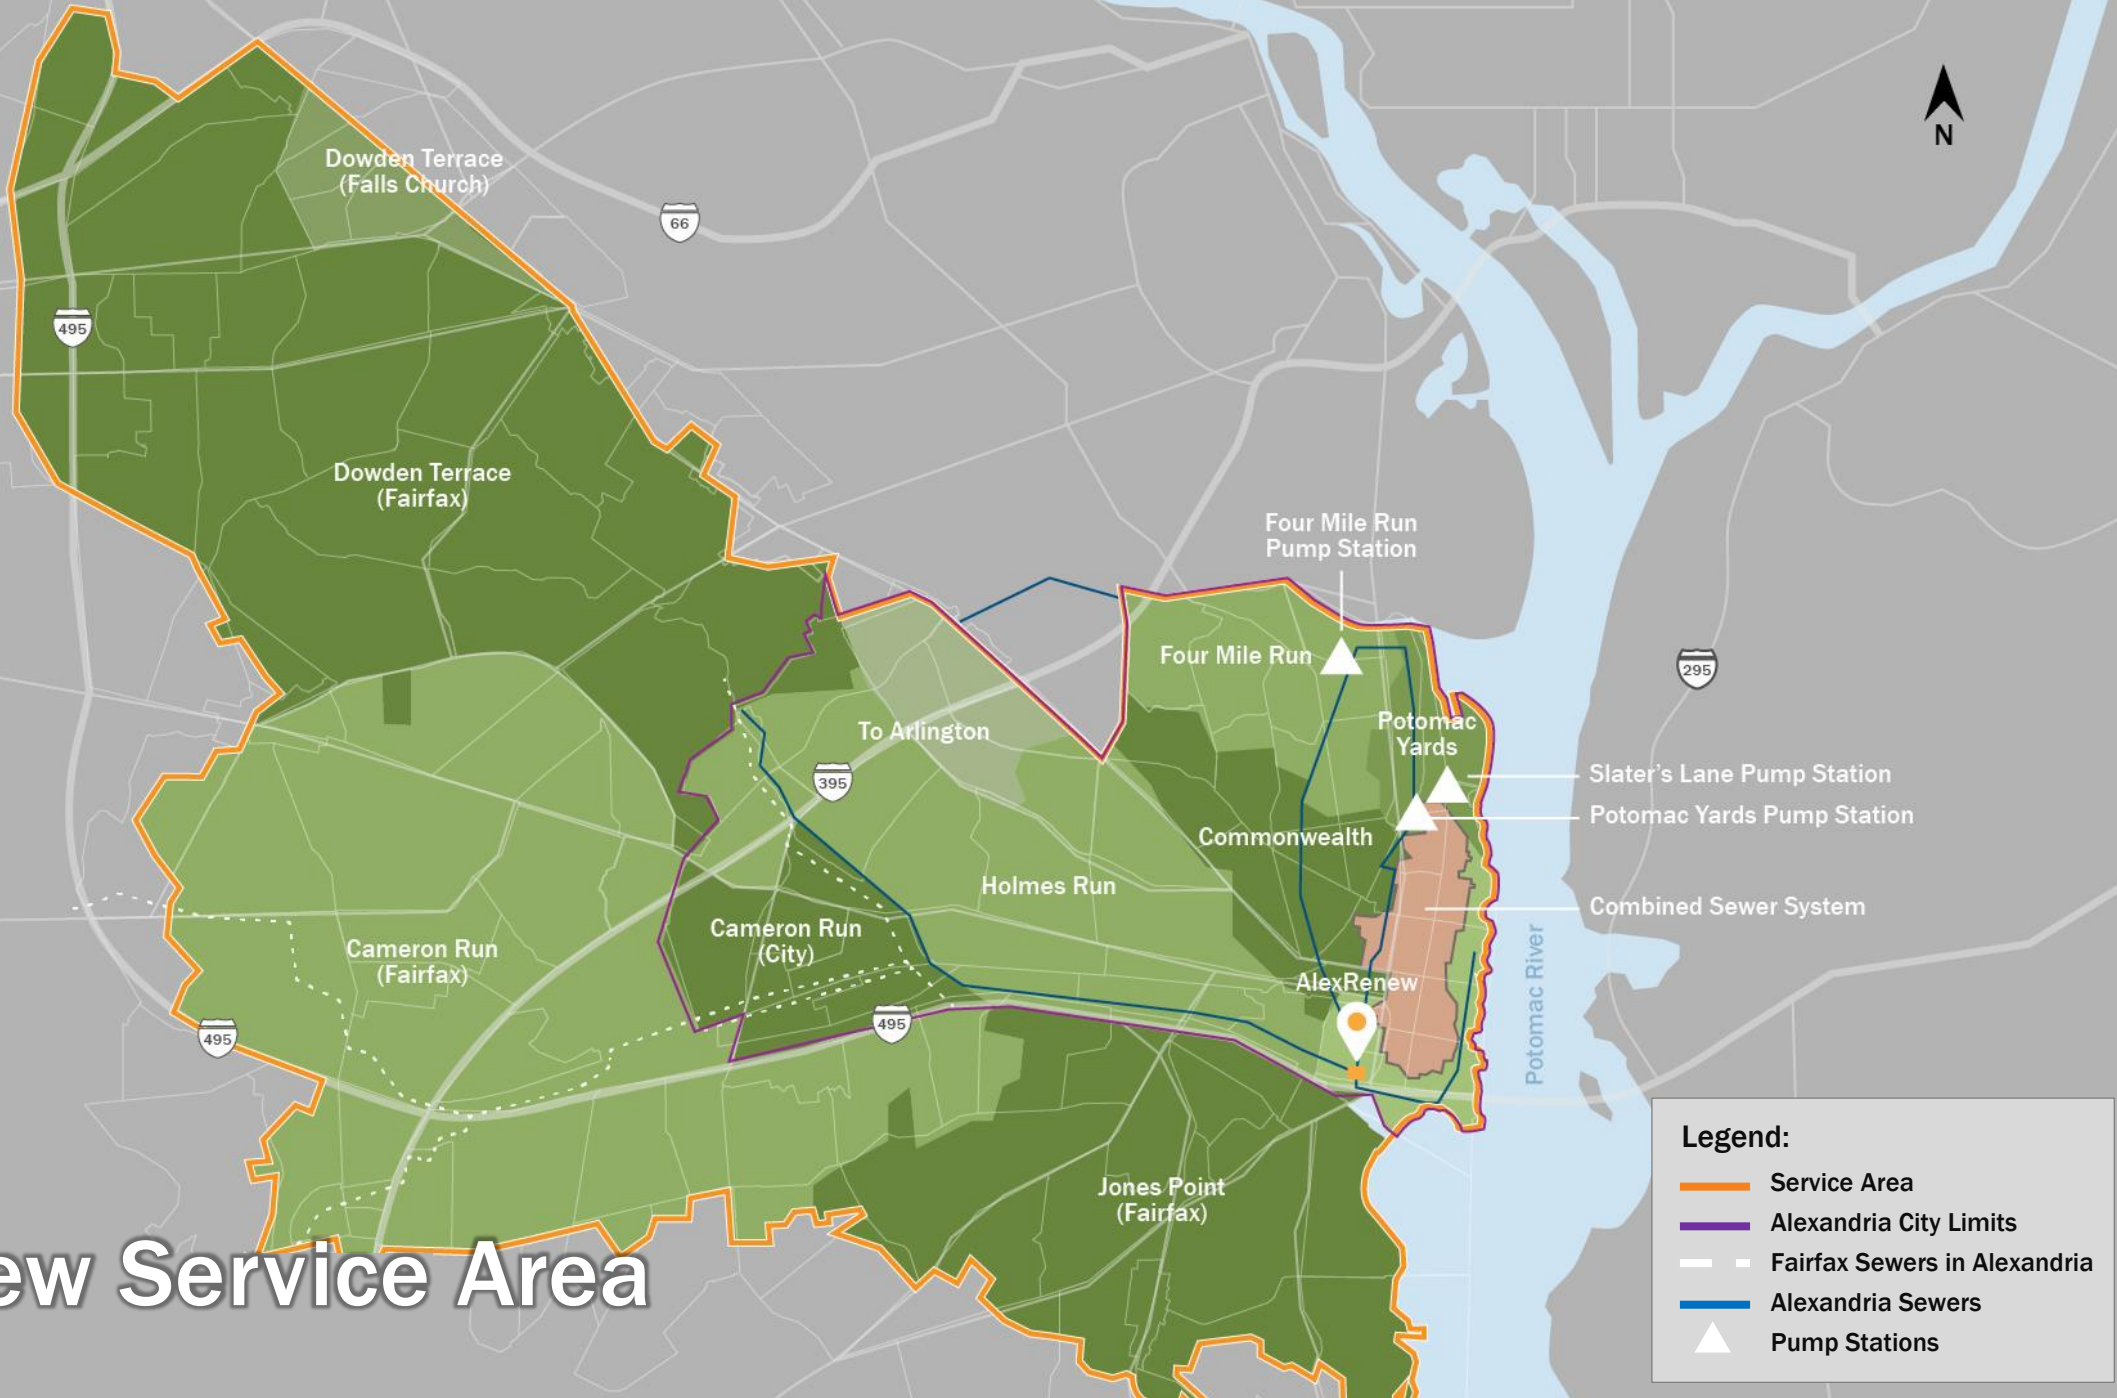 N
Dowden Terrace
(Falls Church)
66
495
Dowden Terrace
(Fairfax)
Four Mile Run
Pump Station
Four Mile Run
295
Potomac
Yards
To Arlington
395
Slater's Lane Pump Station
Potomac Yards Pump Station
Commonwealth
Holmes Run
Combined Sewer System
Cameron Run
(City)
Cameron Run
(Fairfax)
AlexRenew
Potomac River
495
495
Jones Point
(Fairfax)
ew Service Area
Legend:
Service Area
Alexandria City Limits
Fairfax Sewers in Alexandria
Alexandria Sewers
Pump Stations